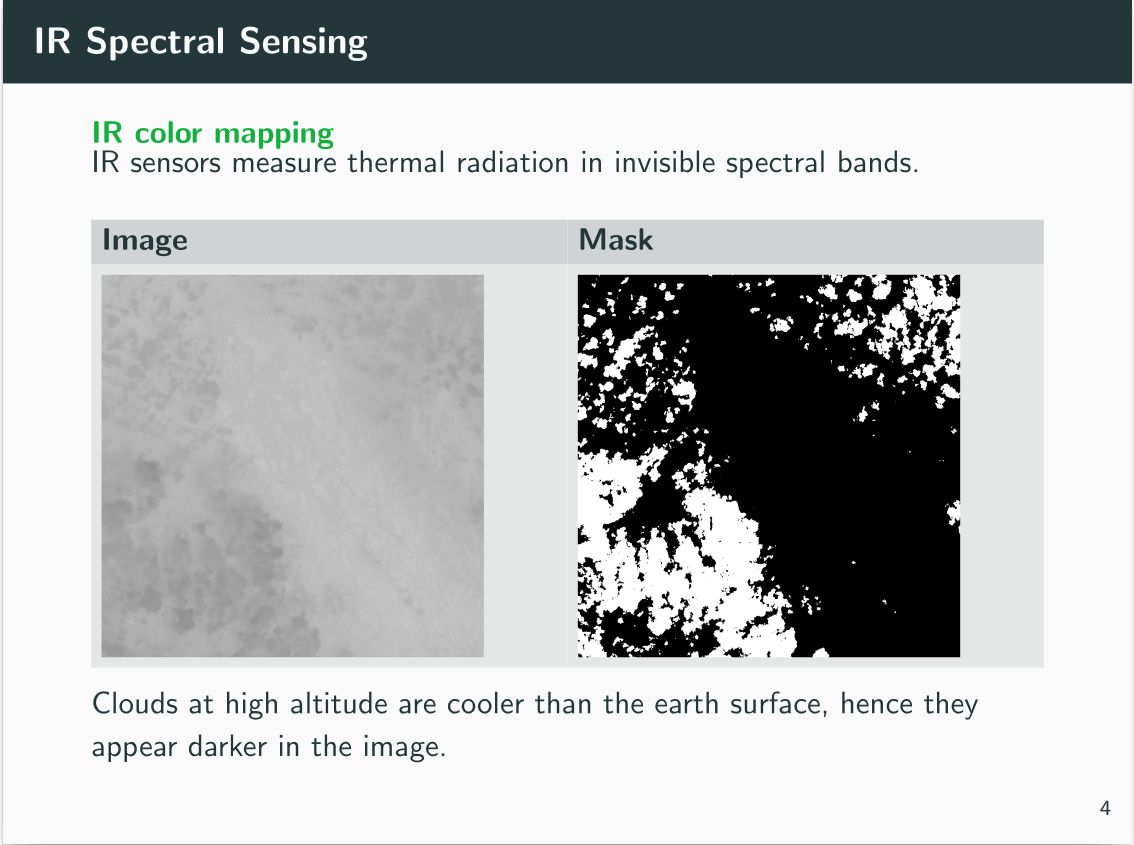 IR Spectral Sensing
IR color mapping
IR sensors measure thermal radiation in invisible spectral bands.
Image
Mask
Clouds at high altitude are cooler than the earth surface, hence they
appear darker in the image.
4